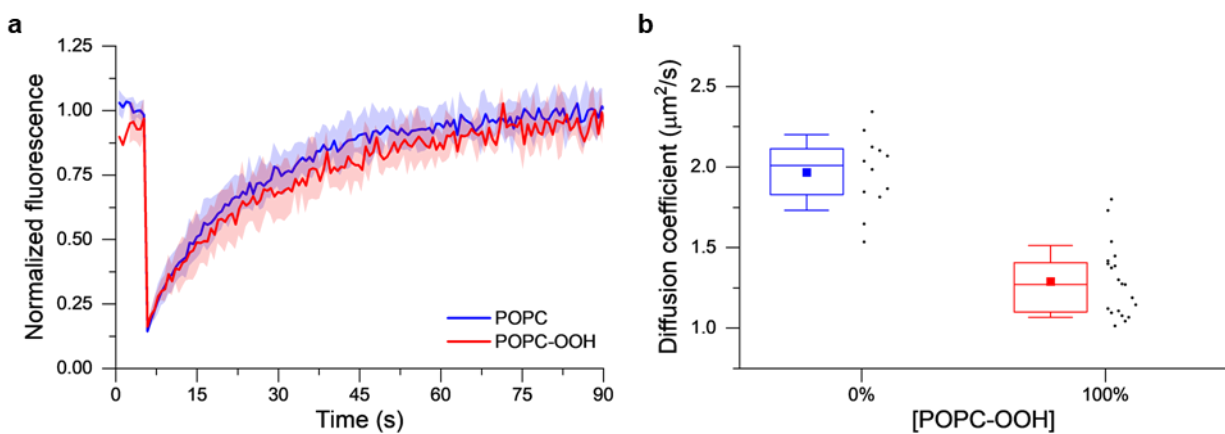 a
1.25
1.00
0.75
0.50
0.25
0.00
Normalized fluorescence
POPC
POPC-OOH
0 15 30 45 60 75 90
Time (s)
b
2.5
2.0
1.5
1.0
Diffusion coefficient (μm²/s)
0% 100%
[POPC-OOH]